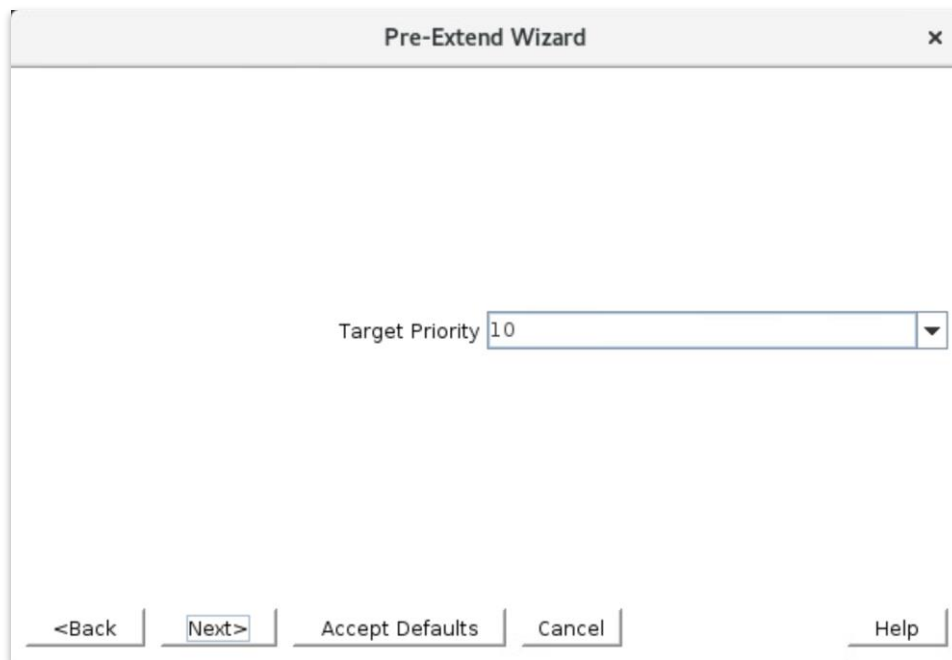 Pre-Extend Wizard ×
Target Priority 10
<Back Next> Accept Defaults Cancel Help